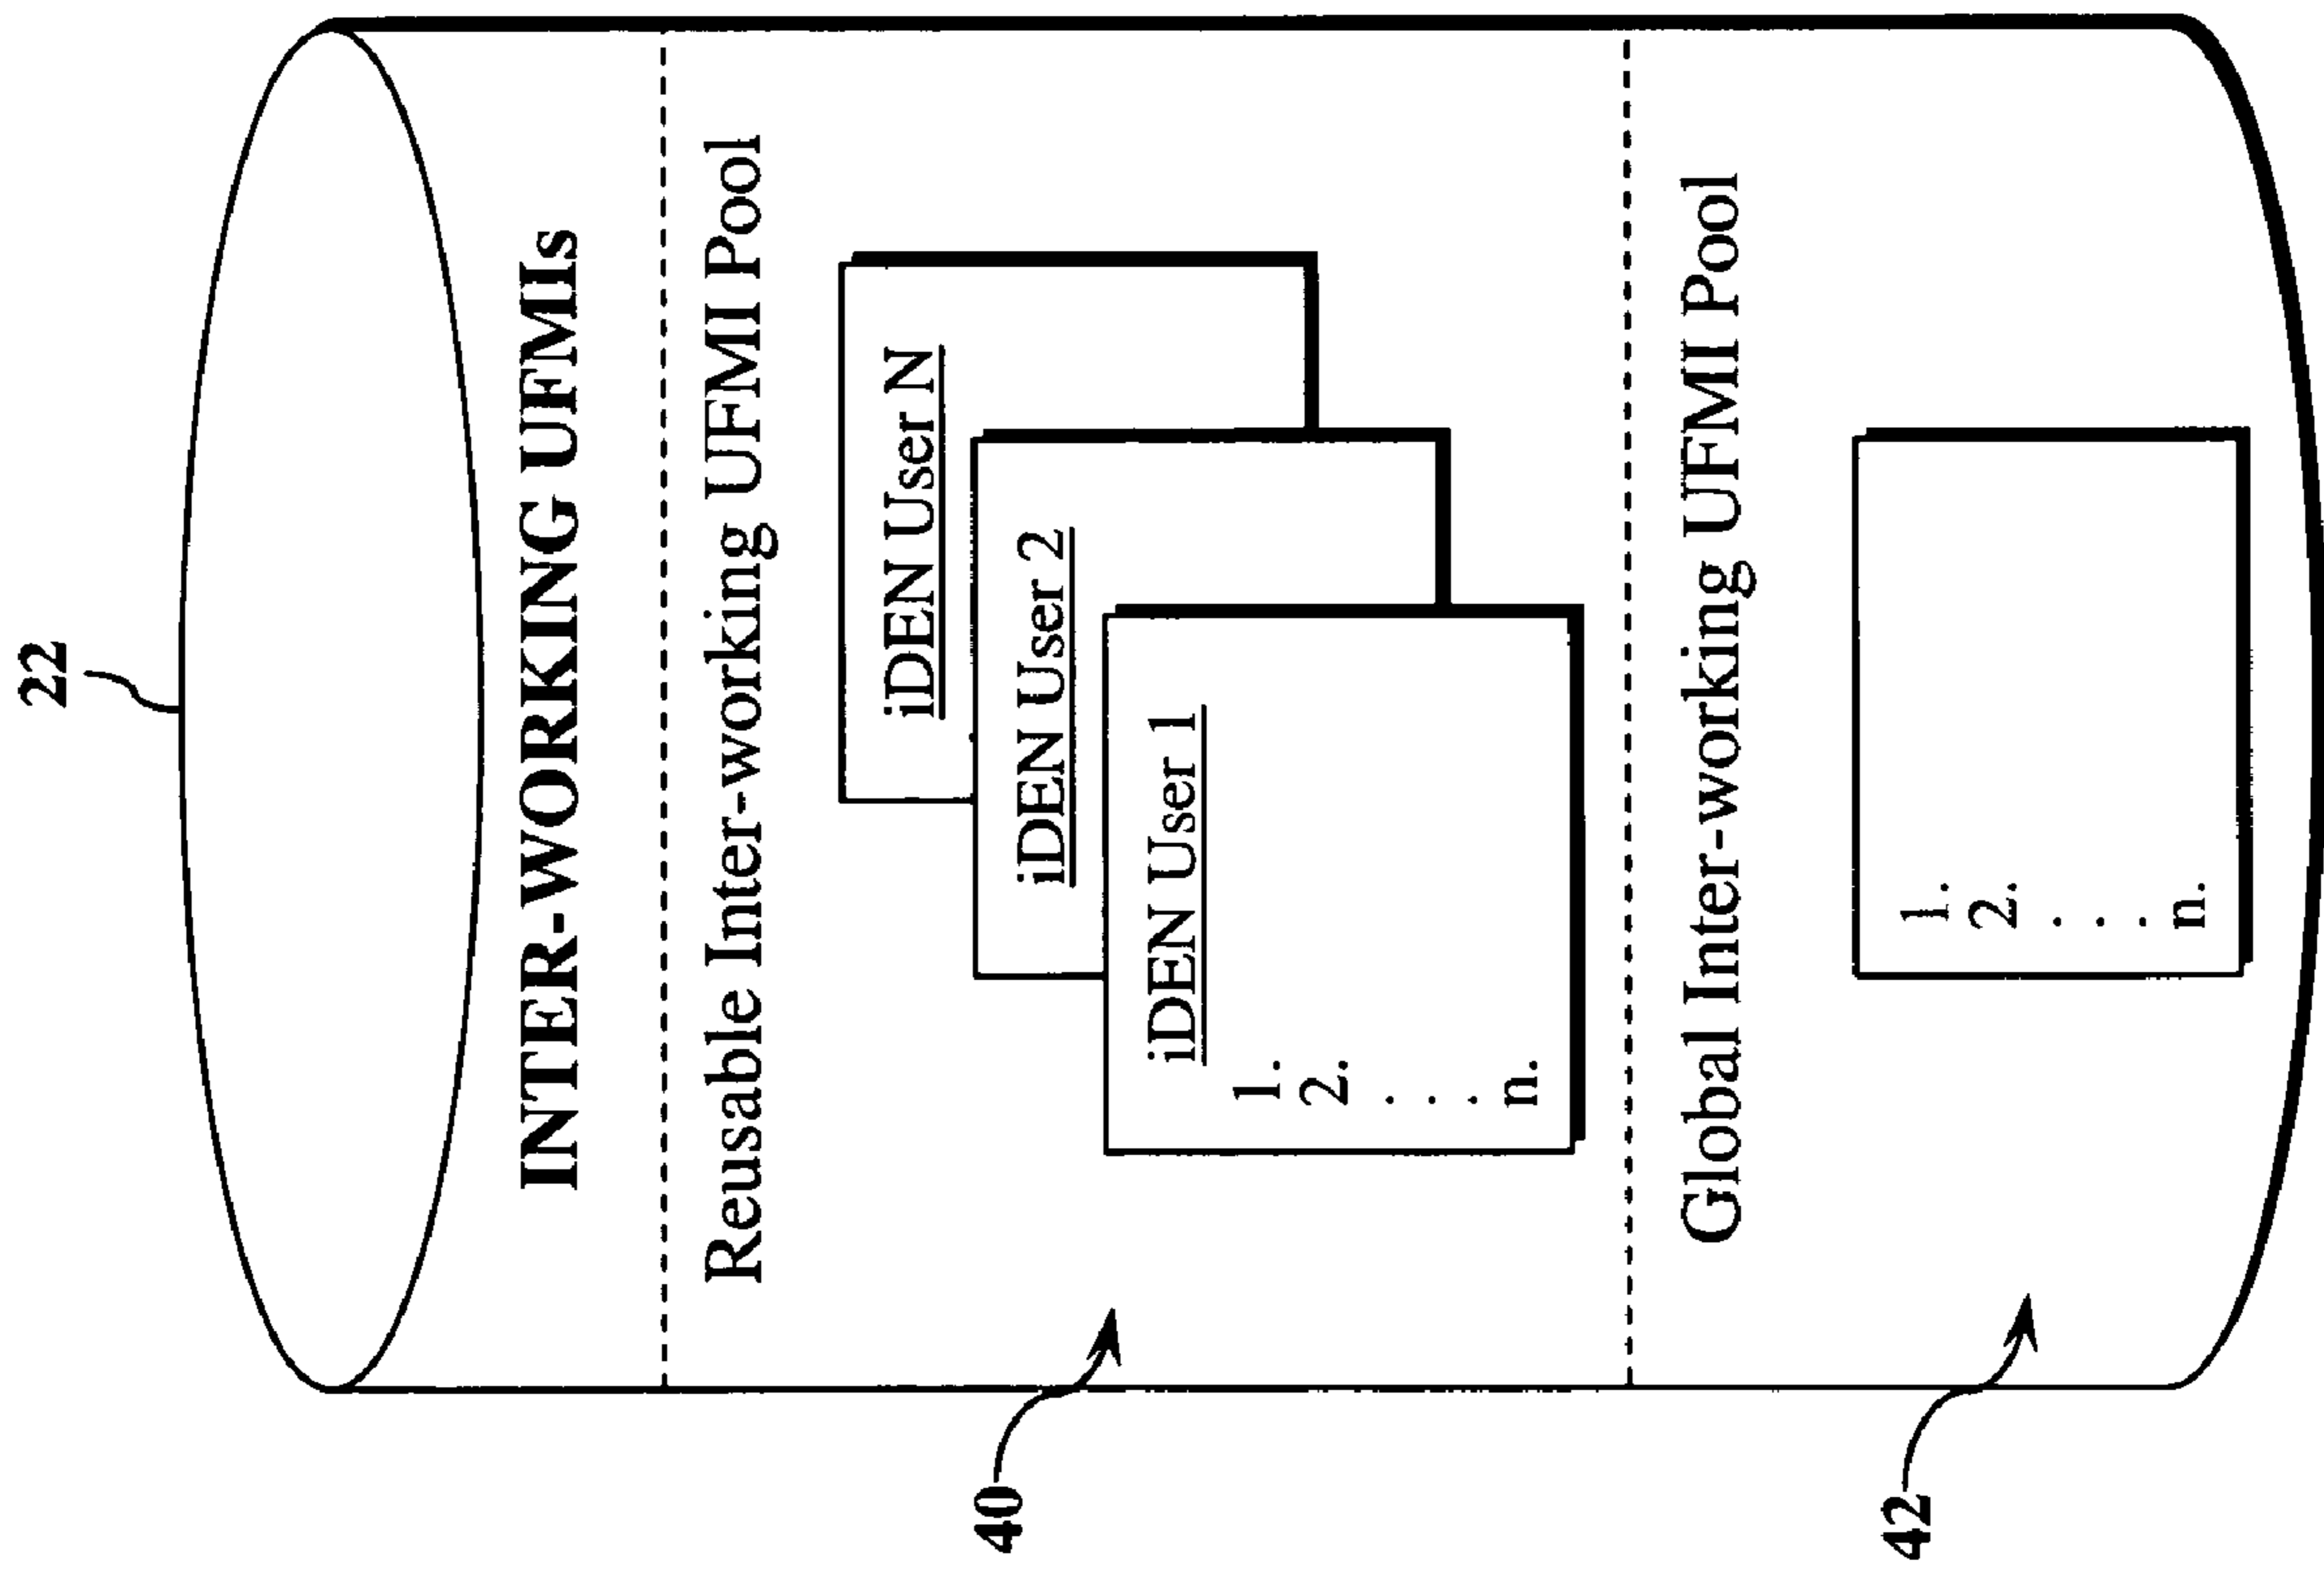 22
INTER-WORKING UFMIs
Reusable Inter-working UFMI Pool
iDEN User N
iDEN User 2
iDEN User 1
1.
2.
. . .
n.
40
Global Inter-working UFMI Pool
1.
2.
. . .
n.
42